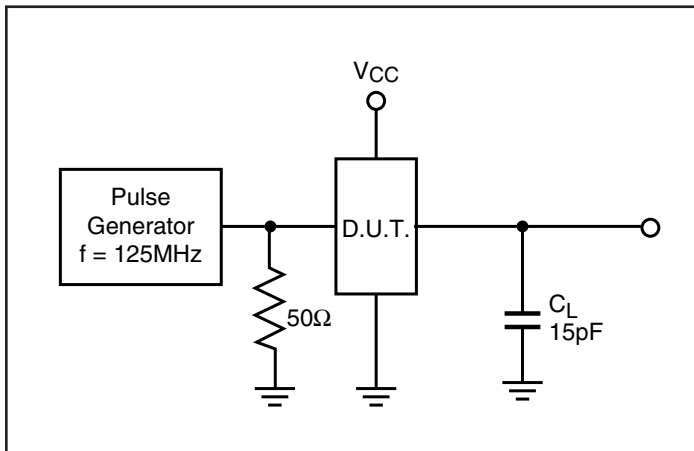 VCC
Pulse
Generator
f = 125MHz
D.U.T.
50Ω
CL
15pF